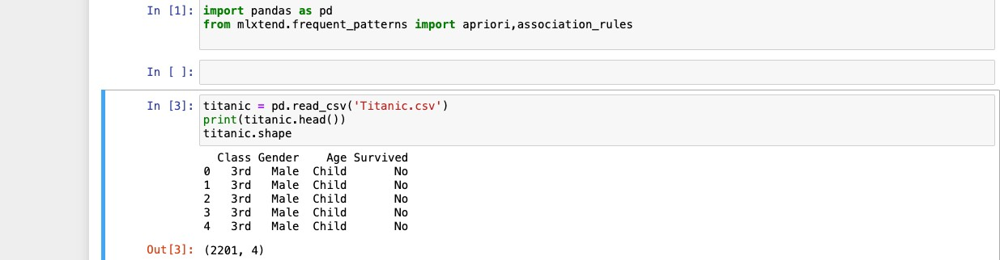 In [1]: import pandas as pd
from mlxtend.frequent_patterns import apriori,association_rules
In [ ]:
In [3]: titanic = pd.read_csv('Titanic.csv')
print(titanic.head())
titanic.shape
Class Gender Age Survived
0 3rd Male Child No
1 3rd Male Child No
2 3rd Male Child No
3 3rd Male Child No
4 3rd Male Child No
Out[3]: (2201, 4)